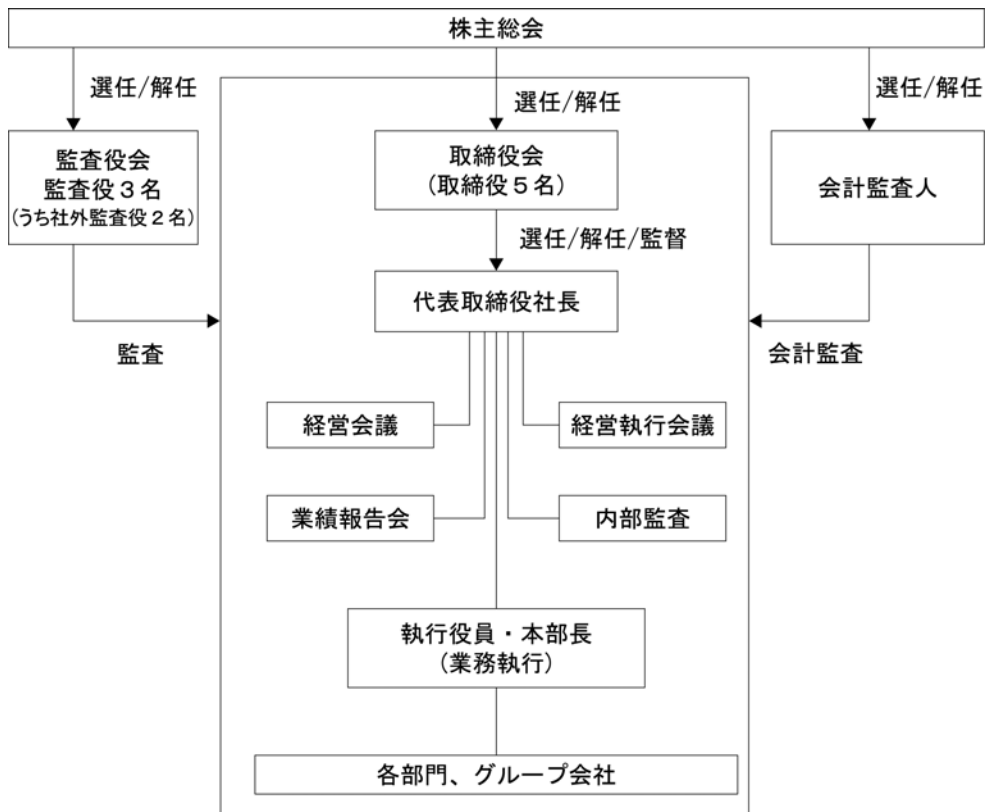 株主総会
選任/解任
選任/解任
選任/解任
監査役会
監査役３名
(うち社外監査役２名)
取締役会
(取締役５名)
会計監査人
選任/解任/監督
代表取締役社長
監査
会計監査
経営会議
経営執行会議
業績報告会
内部監査
執行役員・本部長
(業務執行)
各部門、グループ会社